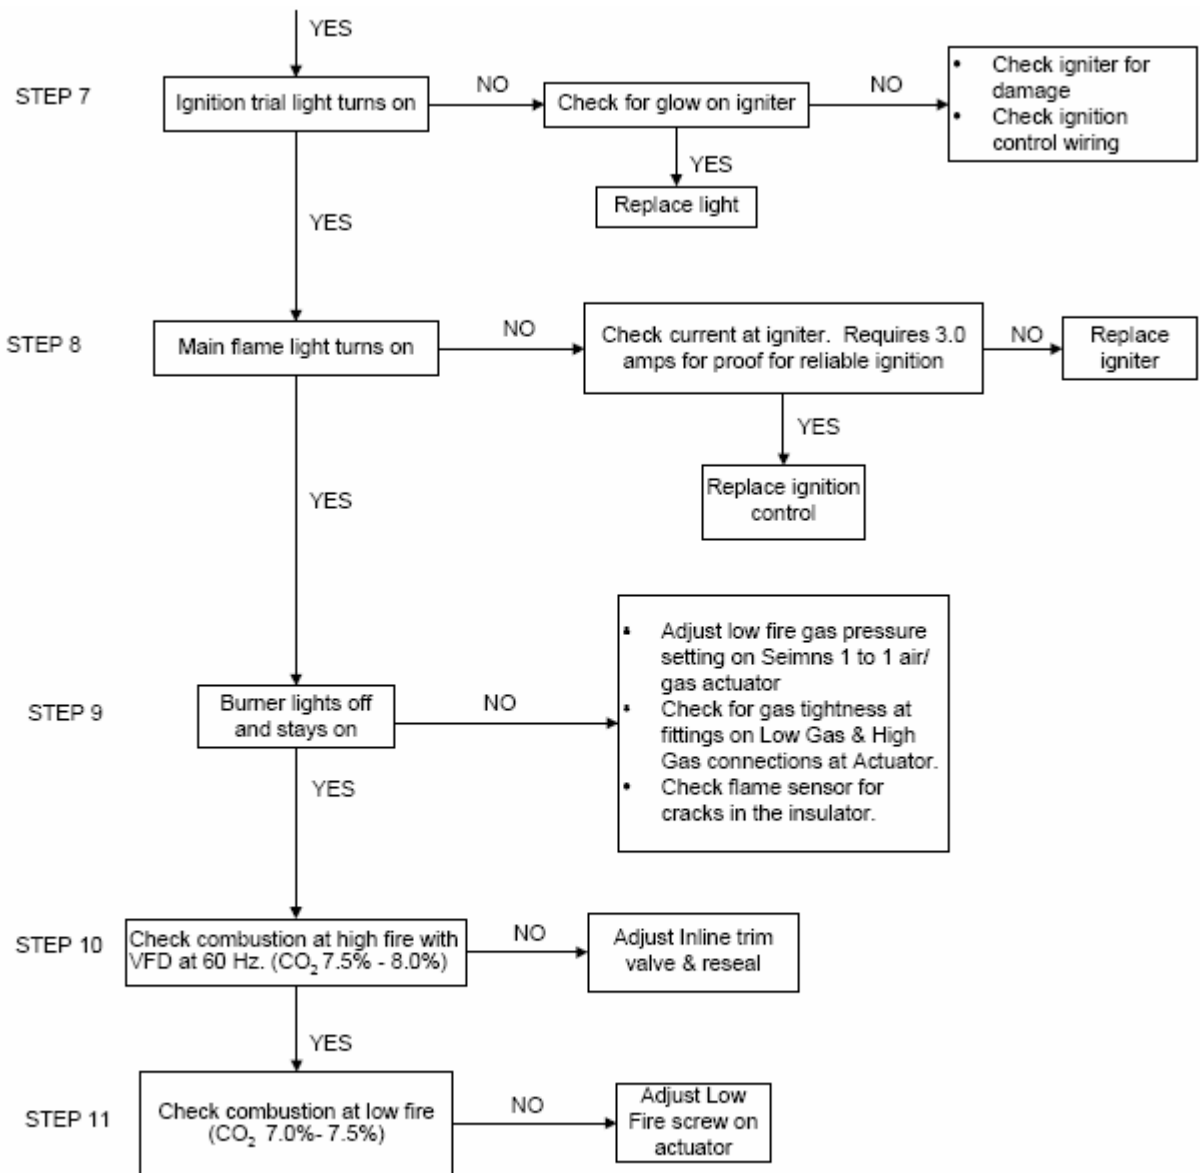 YES
STEP 7
Ignition trial light turns on
NO
Check for glow on igniter
NO
• Check igniter for
damage
• Check ignition
control wiring
YES
Replace light
YES
STEP 8
Main flame light turns on
NO
Check current at igniter. Requires 3.0
amps for proof for reliable ignition
NO
Replace
igniter
YES
Replace ignition
control
YES
STEP 9
Burner lights off
and stays on
NO
• Adjust low fire gas pressure
setting on Seimns 1 to 1 air/
gas actuator
• Check for gas tightness at
fittings on Low Gas & High
Gas connections at Actuator.
• Check flame sensor for
cracks in the insulator.
YES
STEP 10
Check combustion at high fire with
VFD at 60 Hz. (CO₂ 7.5% - 8.0%)
NO
Adjust Inline trim
valve & reseal
YES
STEP 11
Check combustion at low fire
(CO₂ 7.0%- 7.5%)
NO
Adjust Low
Fire screw on
actuator